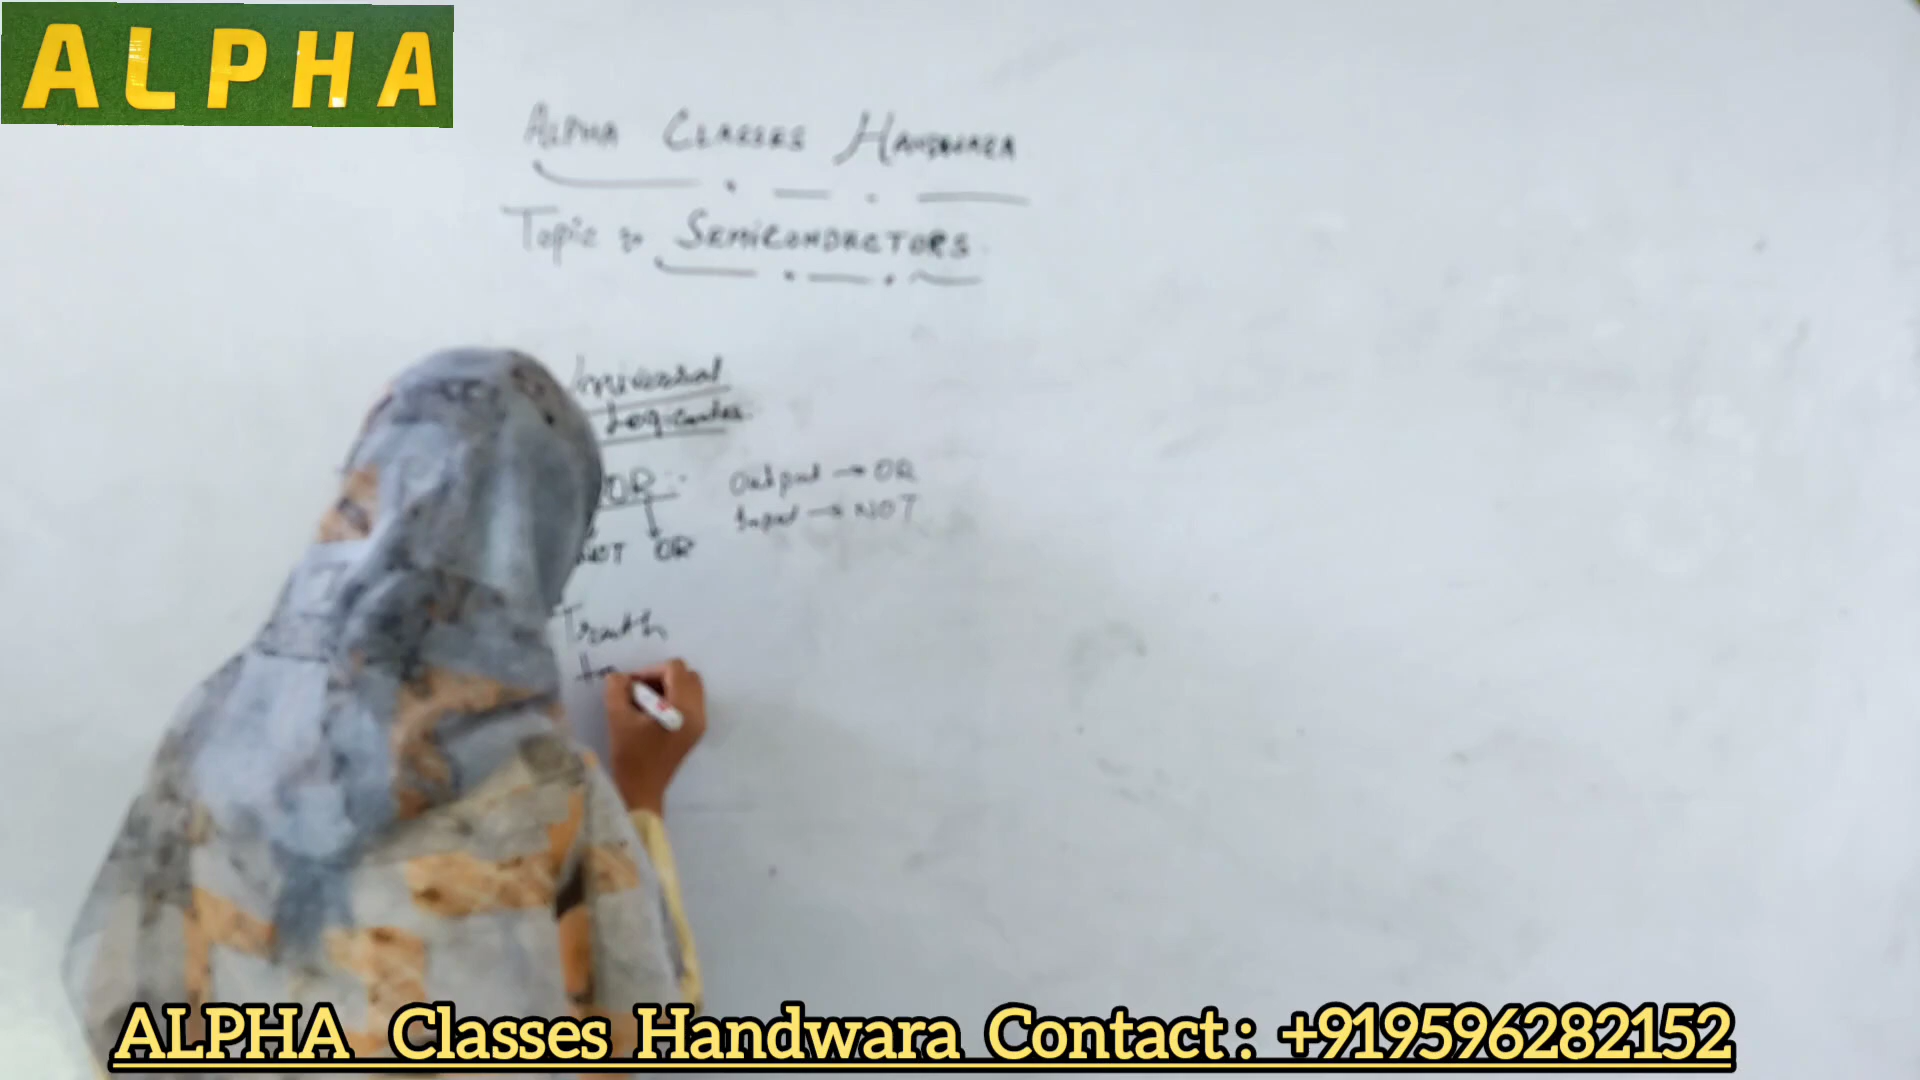 ALPHA
ALPHA CLASSES HANDWARA
Topic :- SEMICONDUCTORS
Universal
Logic Gates
NOR :- Output → OR
Input → NOT
NOT OR
Truth
ALPHA Classes Handwara Contact : +919596282152